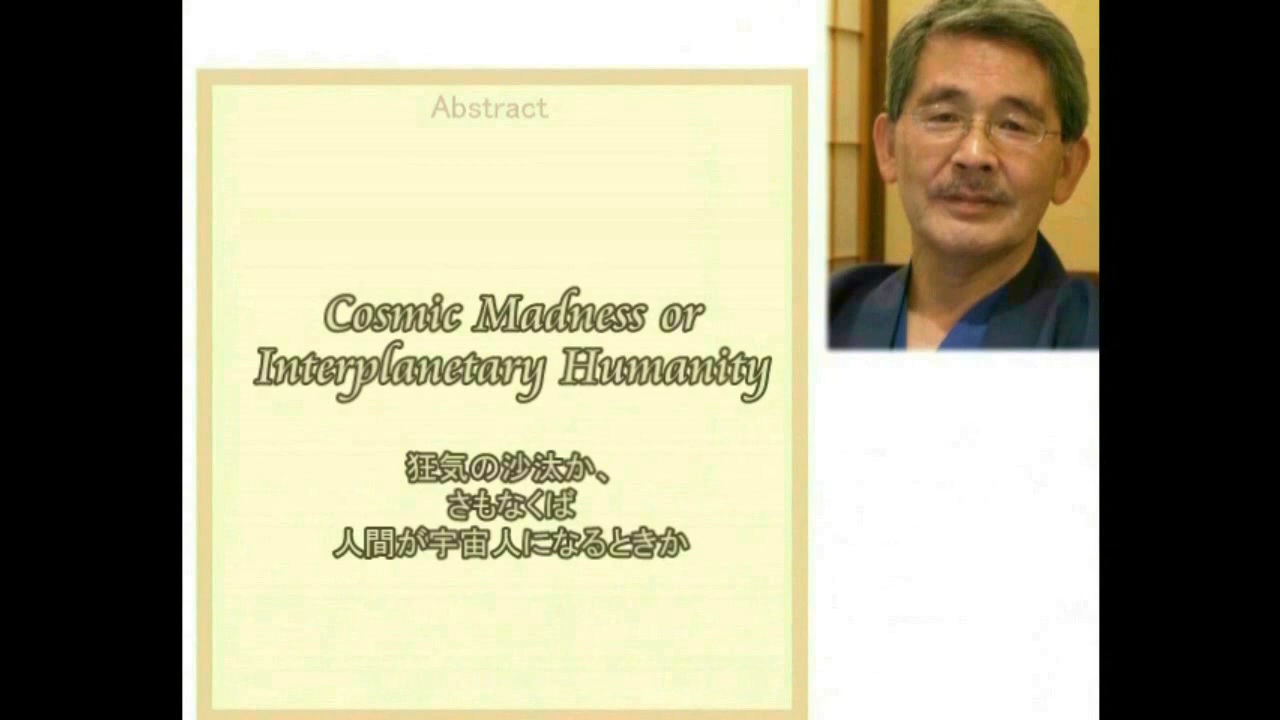 Abstract
Cosmic Madness or
Interplanetary Humanity
狂気の沙汰か、
さもなくば
人間が宇宙人になるときか